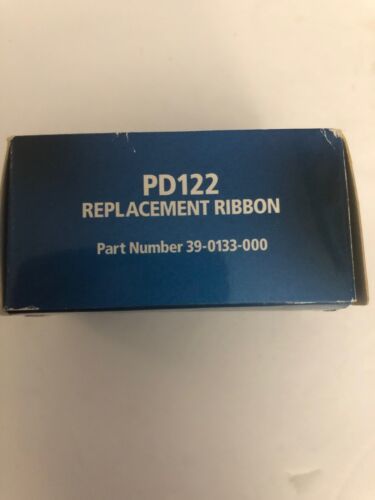 PD122
REPLACEMENT RIBBON
Part Number 39-0133-000